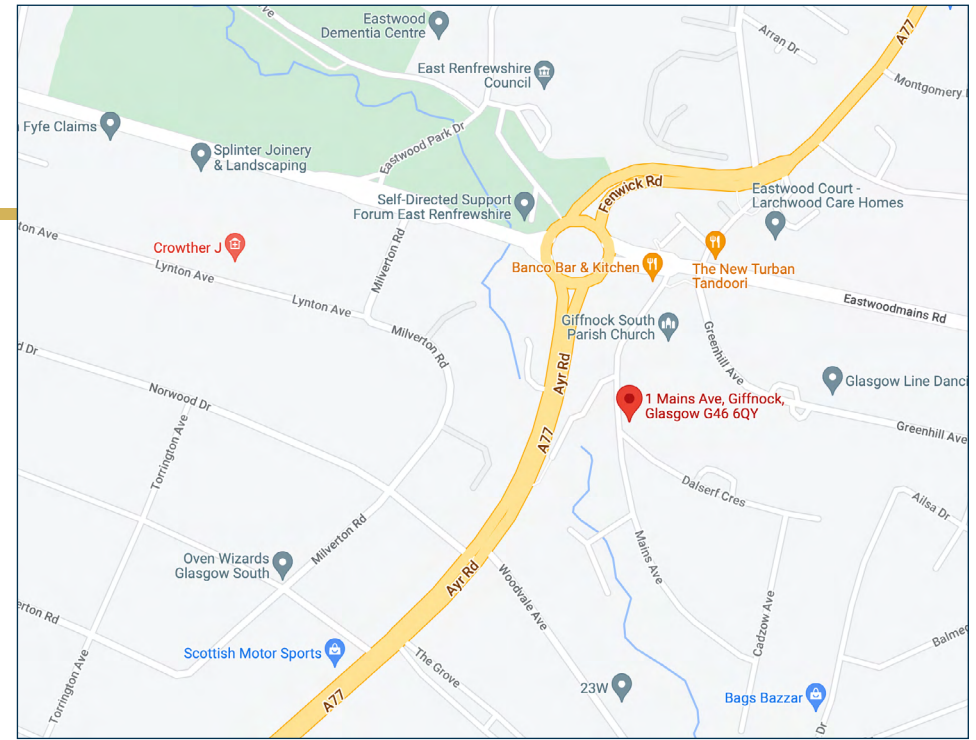 ve
Eastwood
Dementia Centre
Arran Dr
A77
East Renfrewshire
Council
Montgomery
Fyfe Claims
Eastwood Park Dr
Splinter Joinery
& Landscaping
Fenwick Rd
Eastwood Court -
Larchwood Care Homes
Self-Directed Support
Forum East Renfrewshire
ton Ave
Crowther J
Milverton Rd
Lynton Ave
Banco Bar & Kitchen
The New Turban
Tandoori
Lynton Ave
Eastwoodmains Rd
Giffnock South
Parish Church
Milverton Rd
Greenhill Ave
d Dr
Ayr Rd
Glasgow Line Danci
Norwood Dr
1 Mains Ave, Giffnock,
Glasgow G46 6QY
Greenhill Ave
A77
Torrington Ave
Dalserf Cres
Ailsa Dr
Milverton Rd
Mains Ave
Oven Wizards
Glasgow South
Ayr Rd
Woodvale Ave
erton Rd
Cadzow Ave
Balmeg
Scottish Motor Sports
The Grove
Torrington Ave
23W
Bags Bazzar
A77
Dr